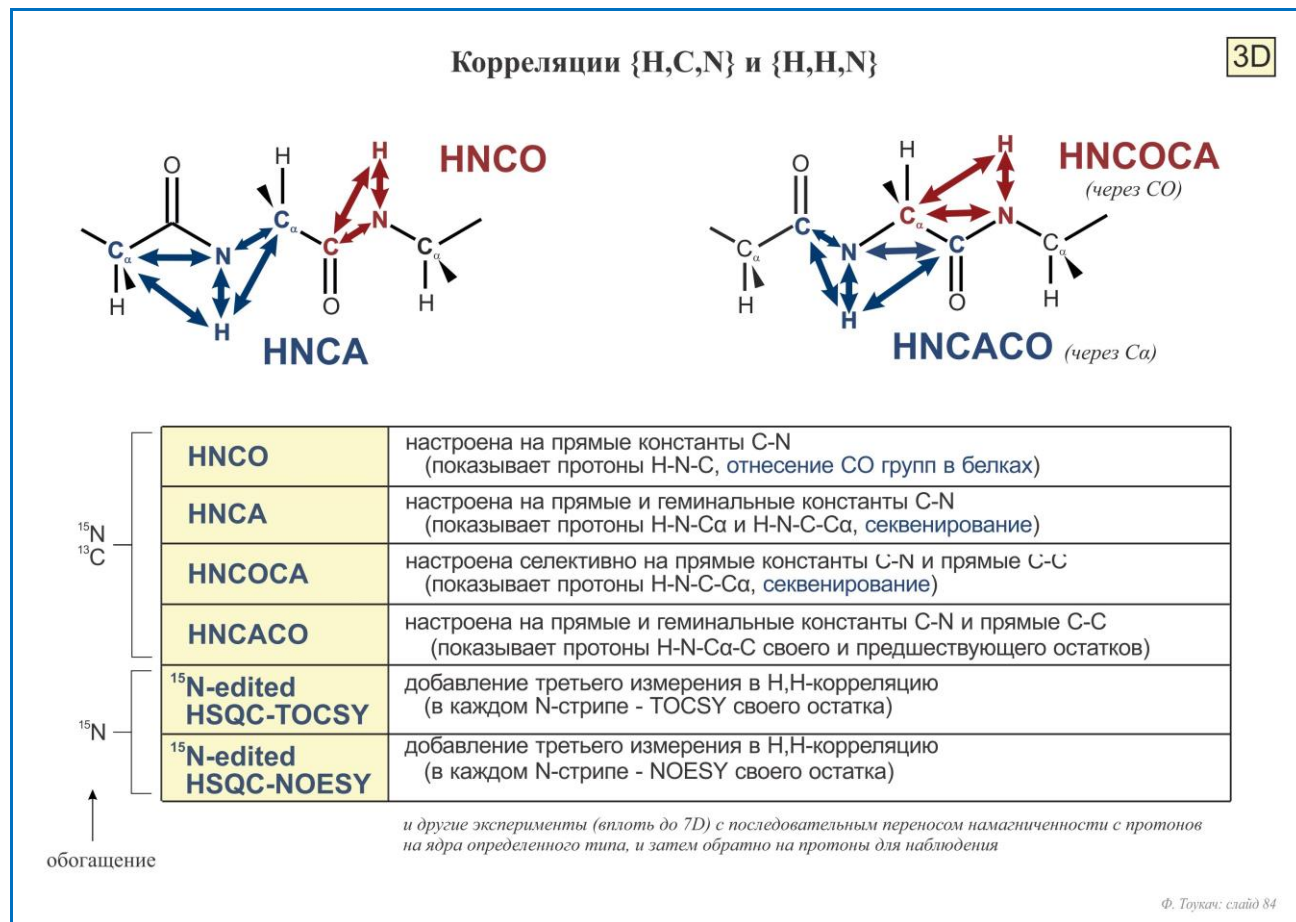 Корреляции {H,C,N} и {H,H,N}
3D
O
H
H
HNCO
Cα
N
N
Cα
C
Cα
H
H
O
H
HNCA
O
H
H
HNCOCA
(через CO)
C
Cα
N
Cα
N
C
Cα
H
H
O
H
HNCACO (через Cα)
HNCO
настроена на прямые константы C-N
(показывает протоны H-N-C, отнесение CO групп в белках)
HNCA
настроена на прямые и геминальные константы C-N
(показывает протоны H-N-Cα и H-N-C-Cα, секвенирование)
15N
13C
HNCOCA
настроена селективно на прямые константы C-N и прямые C-C
(показывает протоны H-N-C-Cα, секвенирование)
HNCACO
настроена на прямые и геминальные константы C-N и прямые C-C
(показывает протоны H-N-Cα-C своего и предшествующего остатков)
15N
15N-edited
HSQC-TOCSY
добавление третьего измерения в H,H-корреляцию
(в каждом N-стрипе - TOCSY своего остатка)
15N-edited
HSQC-NOESY
добавление третьего измерения в H,H-корреляцию
(в каждом N-стрипе - NOESY своего остатка)
обогащение
и другие эксперименты (вплоть до 7D) с последовательным переносом намагниченности с протонов
на ядра определенного типа, и затем обратно на протоны для наблюдения
Ф. Тоукач: слайд 84